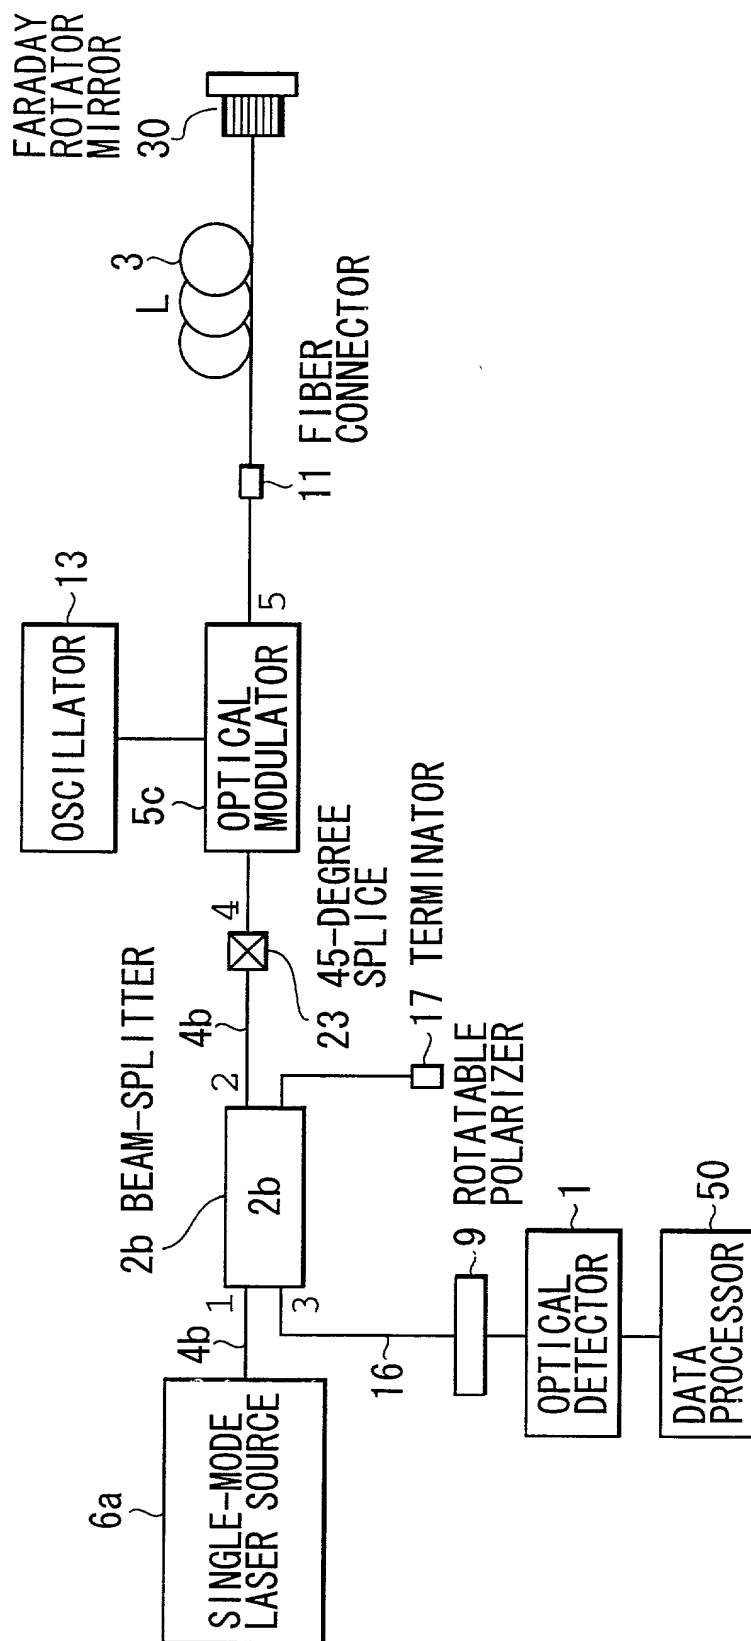 FARADAY
ROTATOR
MIRROR
30
3
L
FIBER
CONNECTOR
11
OSCILLATOR
13
5
OPTICAL
MODULATOR
5c
4
45-DEGREE
SPLICE
23
4b
2
17 TERMINATOR
2b BEAM-SPLITTER
2b
1
3
4b
16
9 ROTATABLE
POLARIZER
OPTICAL
DETECTOR
1
DATA
PROCESSOR
50
SINGLE-MODE
LASER SOURCE
6a